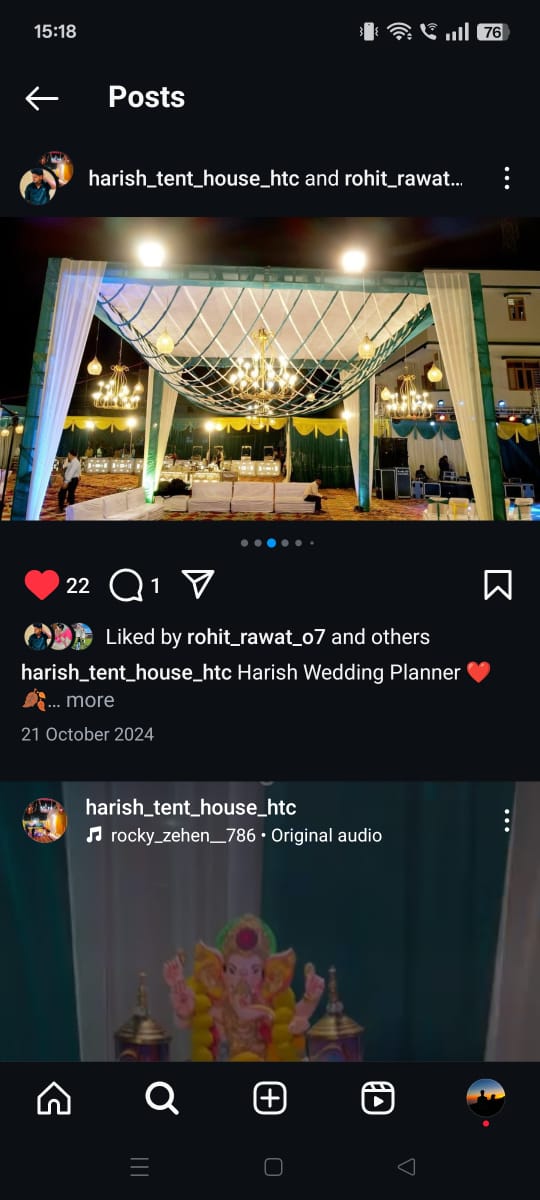 15:18
76
Posts
harish_tent_house_htc and rohit_rawat...
22
1
Liked by rohit_rawat_o7 and others
harish_tent_house_htc Harish Wedding Planner ❤️
🍂... more
21 October 2024
harish_tent_house_htc
rocky_zehen__786 • Original audio